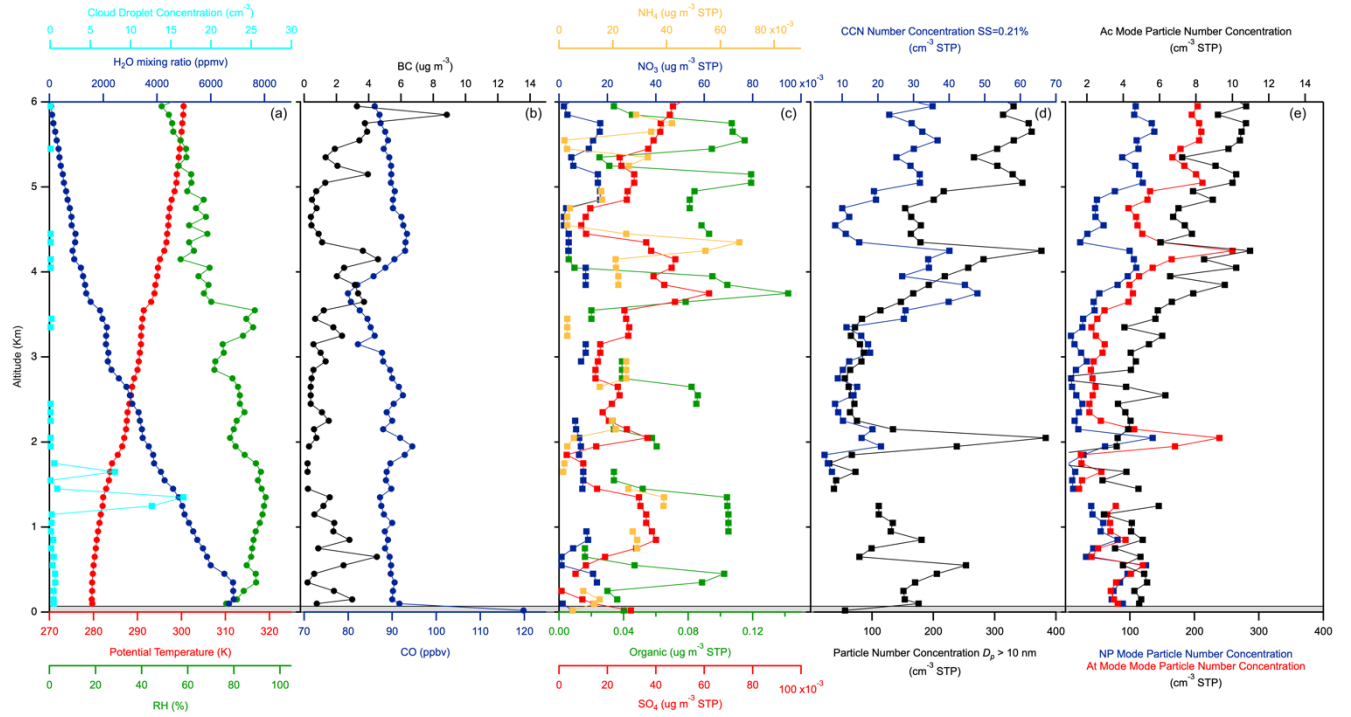 Cloud Droplet Concentration (cm⁻³)
0 5 10 15 20 25 30
H₂O mixing ratio (ppmv)
0 2000 4000 6000 8000
BC (ug m⁻³)
0 2 4 6 8 10 12 14
NH₄ (ug m⁻³ STP)
0 20 40 60 80x10⁻³
NO₃ (ug m⁻³ STP)
0 20 40 60 80 100 x10⁻³
CCN Number Concentration SS=0.21%
(cm⁻³ STP)
10 20 30 40 50 60 70
Ac Mode Particle Number Concentration
(cm⁻³ STP)
2 4 6 8 10 12 14
(a)
(b)
(c)
(d)
(e)
Altitude (Km)
6
5
4
3
2
1
0
270 280 290 300 310 320
Potential Temperature (K)
0 20 40 60 80 100
RH (%)
70 80 90 100 110 120
CO (ppbv)
0.00 0.04 0.08 0.12
Organic (ug m⁻³ STP)
0 20 40 60 80 100 x10⁻³
SO₄ (ug m⁻³ STP)
100 200 300 400
Particle Number Concentration Dₚ > 10 nm
(cm⁻³ STP)
0 100 200 300 400
NP Mode Particle Number Concentration
At Mode Mode Particle Number Concentration
(cm⁻³ STP)